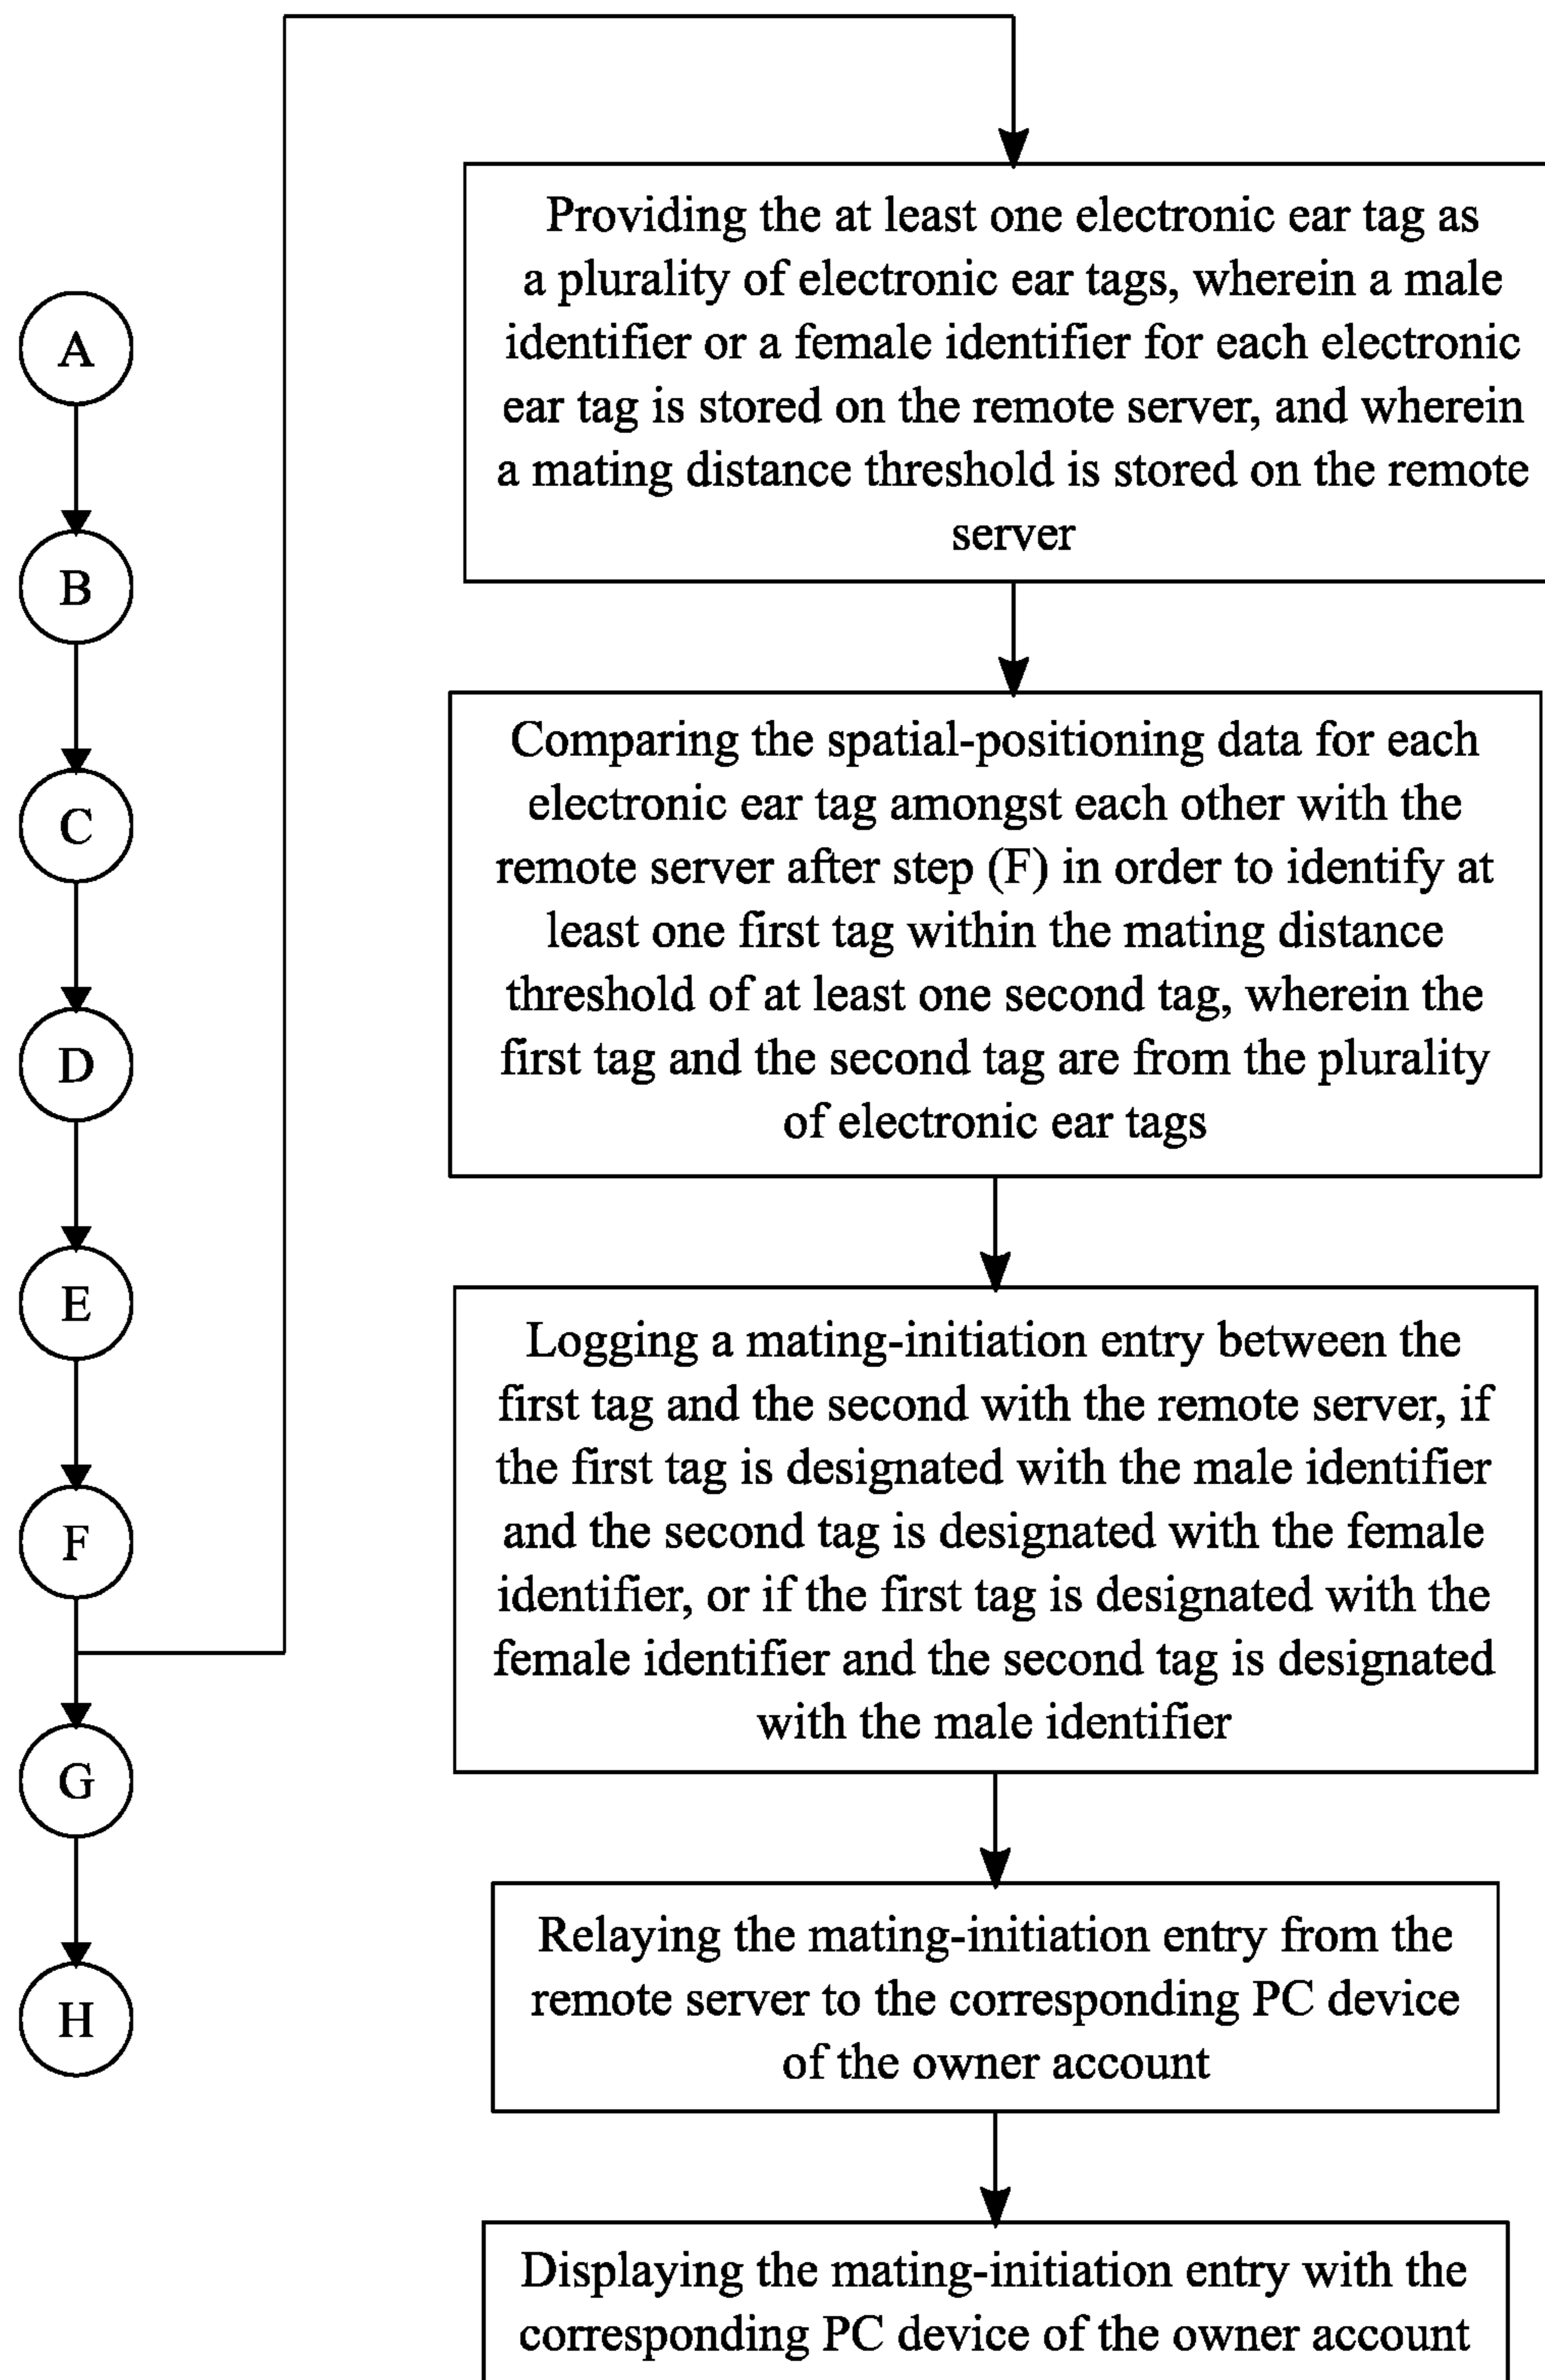 A
B
C
D
E
F
G
H
Providing the at least one electronic ear tag as
a plurality of electronic ear tags, wherein a male
identifier or a female identifier for each electronic
ear tag is stored on the remote server, and wherein
a mating distance threshold is stored on the remote
server
Comparing the spatial-positioning data for each
electronic ear tag amongst each other with the
remote server after step (F) in order to identify at
least one first tag within the mating distance
threshold of at least one second tag, wherein the
first tag and the second tag are from the plurality
of electronic ear tags
Logging a mating-initiation entry between the
first tag and the second with the remote server, if
the first tag is designated with the male identifier
and the second tag is designated with the female
identifier, or if the first tag is designated with the
female identifier and the second tag is designated
with the male identifier
Relaying the mating-initiation entry from the
remote server to the corresponding PC device
of the owner account
Displaying the mating-initiation entry with the
corresponding PC device of the owner account